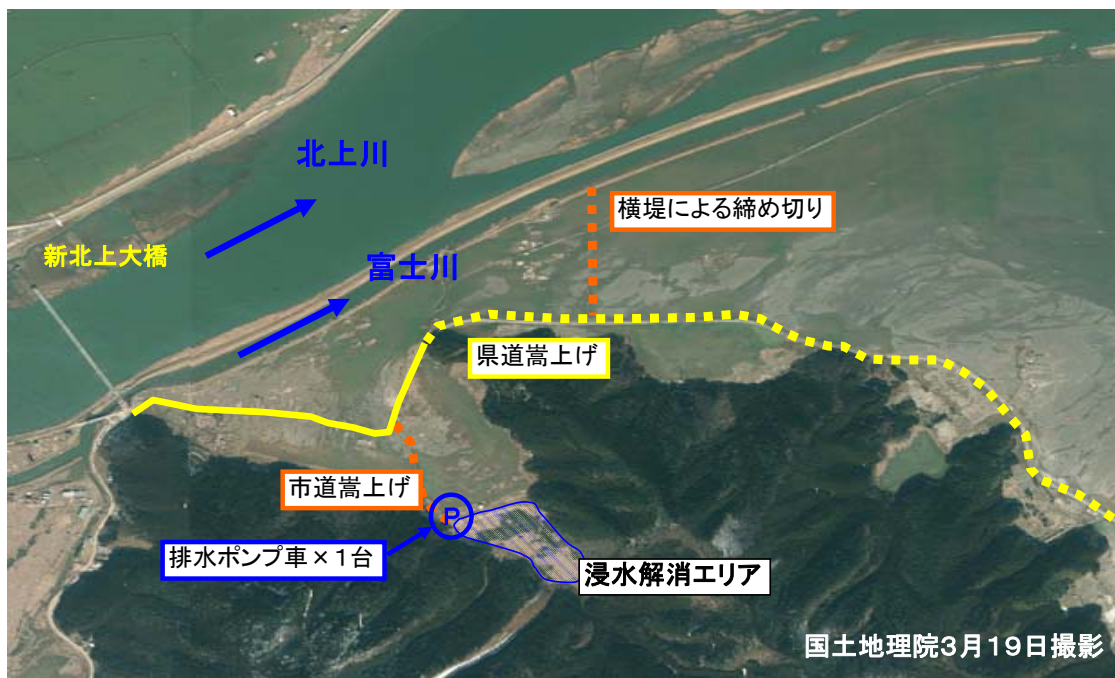 北上川
横堤による締め切り
新北上大橋
富士川
県道嵩上げ
市道嵩上げ
P
排水ポンプ車×1台
浸水解消エリア
国土地理院3月19日撮影